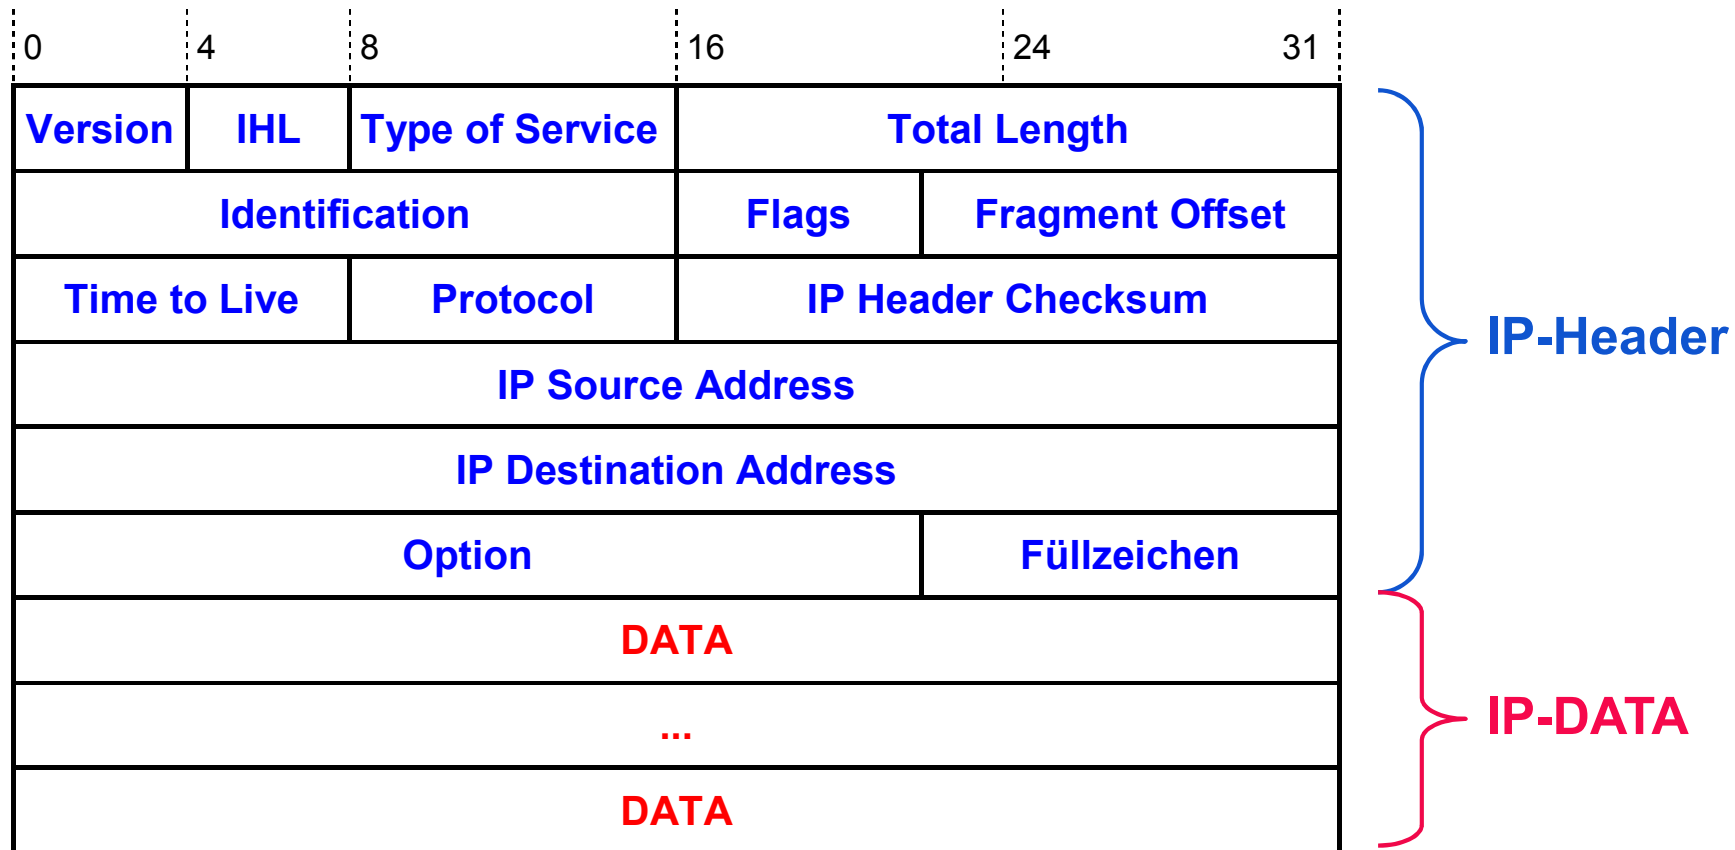 0 4 8 16 24 31
Version IHL Type of Service Total Length
Identification Flags Fragment Offset
Time to Live Protocol IP Header Checksum
IP Source Address
IP Destination Address
Option Füllzeichen
DATA
...
DATA
IP-Header
IP-DATA